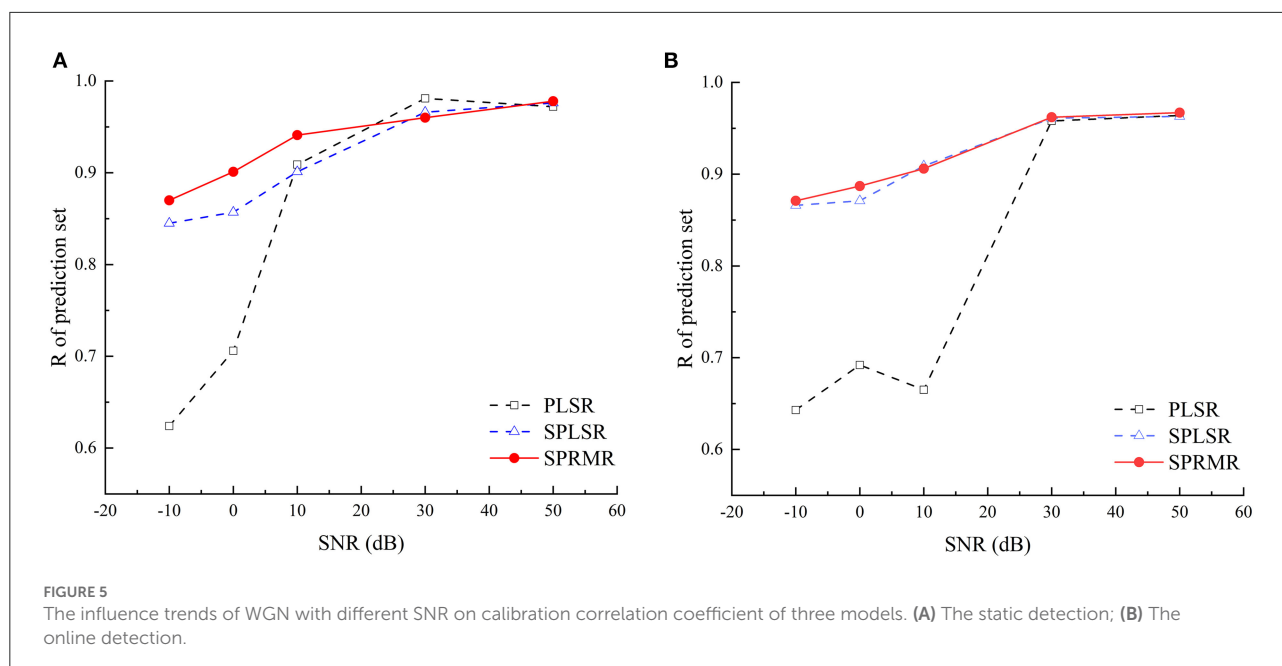 A
1.0
0.9
0.8
0.7
0.6
R of prediction set
-20 -10 0 10 20 30 40 50 60
SNR (dB)
PLSR
SPLSR
SPRMR
B
1.0
0.9
0.8
0.7
0.6
R of prediction set
-20 -10 0 10 20 30 40 50 60
SNR (dB)
PLSR
SPLSR
SPRMR
FIGURE 5
The influence trends of WGN with different SNR on calibration correlation coefficient of three models. (A) The static detection; (B) The
online detection.